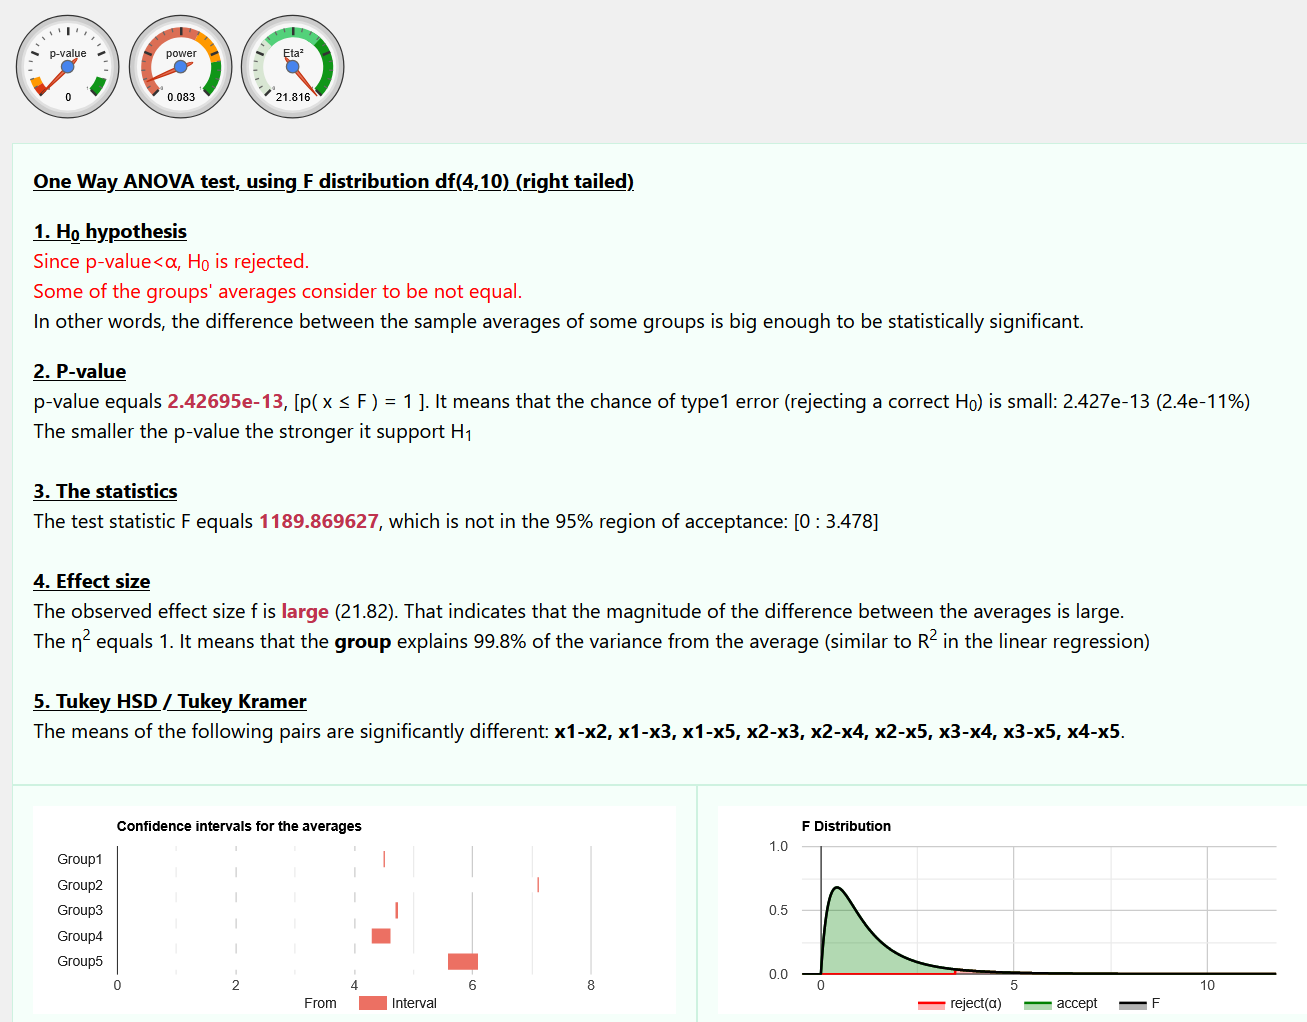 p-value
0
power
0.083
Eta²
21.816
One Way ANOVA test, using F distribution df(4,10) (right tailed)
1. H₀ hypothesis
Since p-value<α, H₀ is rejected.
Some of the groups' averages consider to be not equal.
In other words, the difference between the sample averages of some groups is big enough to be statistically significant.
2. P-value
p-value equals 2.42695e-13, [p( x ≤ F ) = 1 ]. It means that the chance of type1 error (rejecting a correct H₀) is small: 2.427e-13 (2.4e-11%)
The smaller the p-value the stronger it support H₁
3. The statistics
The test statistic F equals 1189.869627, which is not in the 95% region of acceptance: [0 : 3.478]
4. Effect size
The observed effect size f is large (21.82). That indicates that the magnitude of the difference between the averages is large.
The η² equals 1. It means that the group explains 99.8% of the variance from the average (similar to R² in the linear regression)
5. Tukey HSD / Tukey Kramer
The means of the following pairs are significantly different: x1-x2, x1-x3, x1-x5, x2-x3, x2-x4, x2-x5, x3-x4, x3-x5, x4-x5.
Confidence intervals for the averages
Group1
Group2
Group3
Group4
Group5
0 2 4 6 8
From Interval
F Distribution
1.0
0.5
0.0
0 5 10
reject(α) accept F